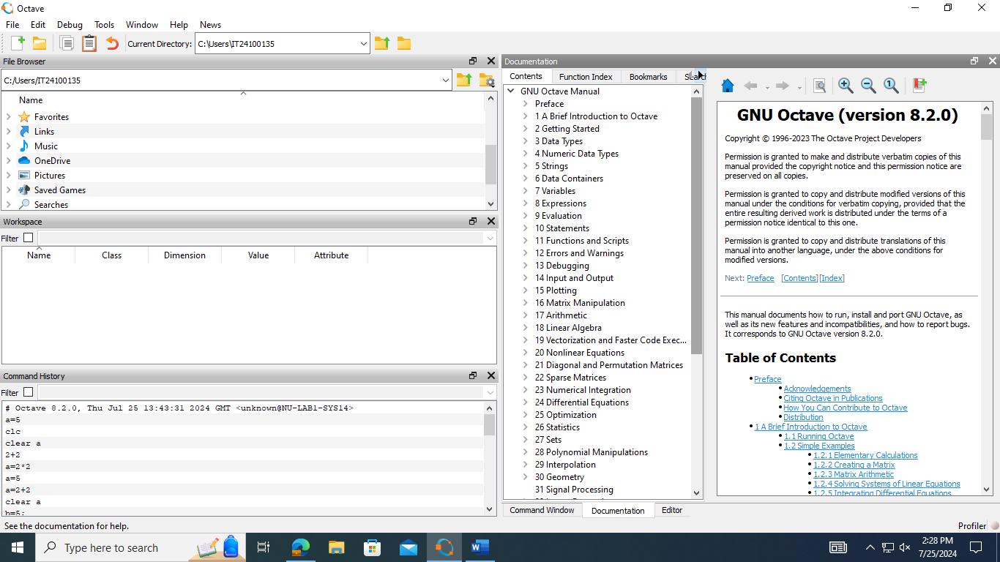 Octave
File Edit Debug Tools Window Help News
Current Directory: C:\Users\IT24100135
File Browser
C:/Users/IT24100135
Name
Favorites
Links
Music
OneDrive
Pictures
Saved Games
Searches
Workspace
Filter
Name Class Dimension Value Attribute
Command History
Filter
# Octave 8.2.0, Thu Jul 25 13:43:31 2024 GMT <unknown@NU-LAB1-SYS14>
a=5
clc
clear a
2+2
a=2*2
a=5
a=2+2
clear a
b=5;
Documentation
Contents Function Index Bookmarks Search
GNU Octave Manual
Preface
1 A Brief Introduction to Octave
2 Getting Started
3 Data Types
4 Numeric Data Types
5 Strings
6 Data Containers
7 Variables
8 Expressions
9 Evaluation
10 Statements
11 Functions and Scripts
12 Errors and Warnings
13 Debugging
14 Input and Output
15 Plotting
16 Matrix Manipulation
17 Arithmetic
18 Linear Algebra
19 Vectorization and Faster Code Exec...
20 Nonlinear Equations
21 Diagonal and Permutation Matrices
22 Sparse Matrices
23 Numerical Integration
24 Differential Equations
25 Optimization
26 Statistics
27 Sets
28 Polynomial Manipulations
29 Interpolation
30 Geometry
31 Signal Processing
GNU Octave (version 8.2.0)
Copyright © 1996-2023 The Octave Project Developers
Permission is granted to make and distribute verbatim copies of this
manual provided the copyright notice and this permission notice are
preserved on all copies.
Permission is granted to copy and distribute modified versions of this
manual under the conditions for verbatim copying, provided that the
entire resulting derived work is distributed under the terms of a
permission notice identical to this one.
Permission is granted to copy and distribute translations of this
manual into another language, under the above conditions for
modified versions.
Next: Preface [Contents][Index]
This manual documents how to run, install and port GNU Octave, as
well as its new features and incompatibilities, and how to report bugs.
It corresponds to GNU Octave version 8.2.0.
Table of Contents
Preface
Acknowledgements
Citing Octave in Publications
How You Can Contribute to Octave
Distribution
1 A Brief Introduction to Octave
1.1 Running Octave
1.2 Simple Examples
1.2.1 Elementary Calculations
1.2.2 Creating a Matrix
1.2.3 Matrix Arithmetic
1.2.4 Solving Systems of Linear Equations
1.2.5 Integrating Differential Equations
Command Window Documentation Editor
See the documentation for help.
Profiler
Type here to search
2:28 PM
7/25/2024